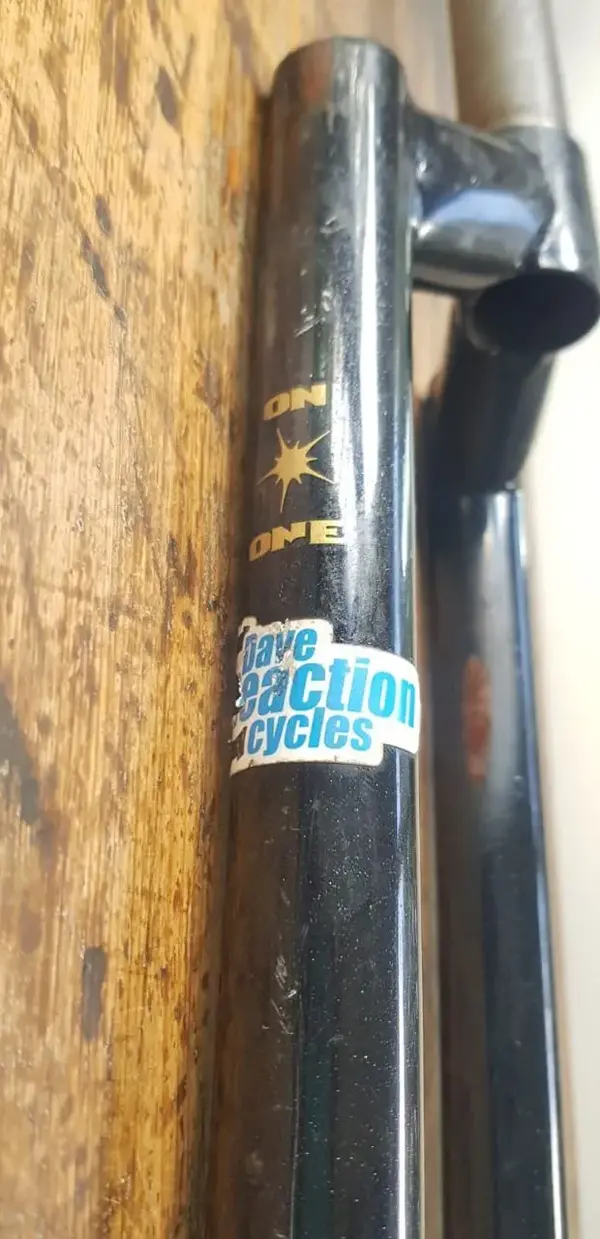 ON
ONE
Dave
eaction
cycles